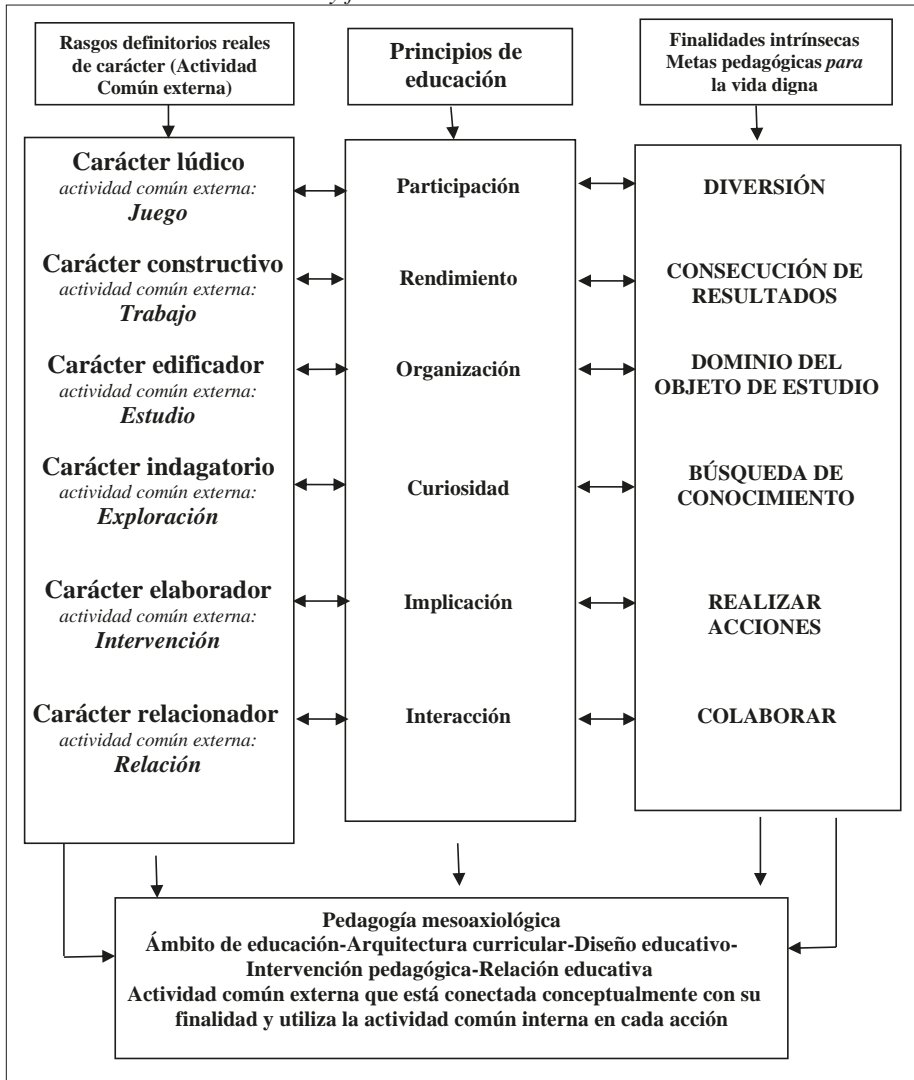 y f
Rasgos definitorios reales
de carácter (Actividad
Común externa)
Principios de
educación
Finalidades intrínsecas
Metas pedagógicas para
la vida digna
Carácter lúdico
actividad común externa:
Juego
Carácter constructivo
actividad común externa:
Trabajo
Carácter edificador
actividad común externa:
Estudio
Carácter indagatorio
actividad común externa:
Exploración
Carácter elaborador
actividad común externa:
Intervención
Carácter relacionador
actividad común externa:
Relación
Participación
Rendimiento
Organización
Curiosidad
Implicación
Interacción
DIVERSIÓN
CONSECUCIÓN DE
RESULTADOS
DOMINIO DEL
OBJETO DE ESTUDIO
BÚSQUEDA DE
CONOCIMIENTO
REALIZAR
ACCIONES
COLABORAR
Pedagogía mesoaxiológica
Ámbito de educación-Arquitectura curricular-Diseño educativo-
Intervención pedagógica-Relación educativa
Actividad común externa que está conectada conceptualmente con su
finalidad y utiliza la actividad común interna en cada acción